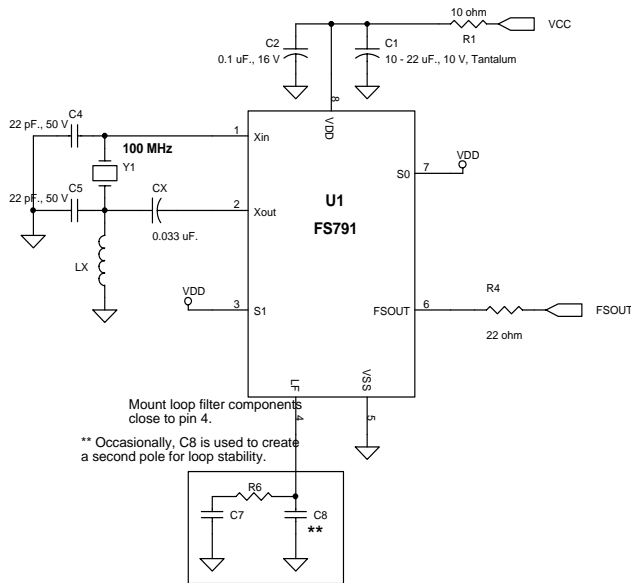 10 ohm
VCC
R1
C2
0.1 uF., 16 V
C1
10 - 22 uF., 10 V, Tantalum
8
VDD
C4
22 pF., 50 V
100 MHz
1
Xin
Y1
7
VDD
S0
C5
22 pF., 50 V
CX
2
Xout
U1
FS791
0.033 uF.
LX
VDD
3
S1
R4
FSOUT
6
FSOUT
22 ohm
LF
VSS
4
5
Mount loop filter components
close to pin 4.
** Occasionally, C8 is used to create
a second pole for loop stability.
R6
C7
C8
**